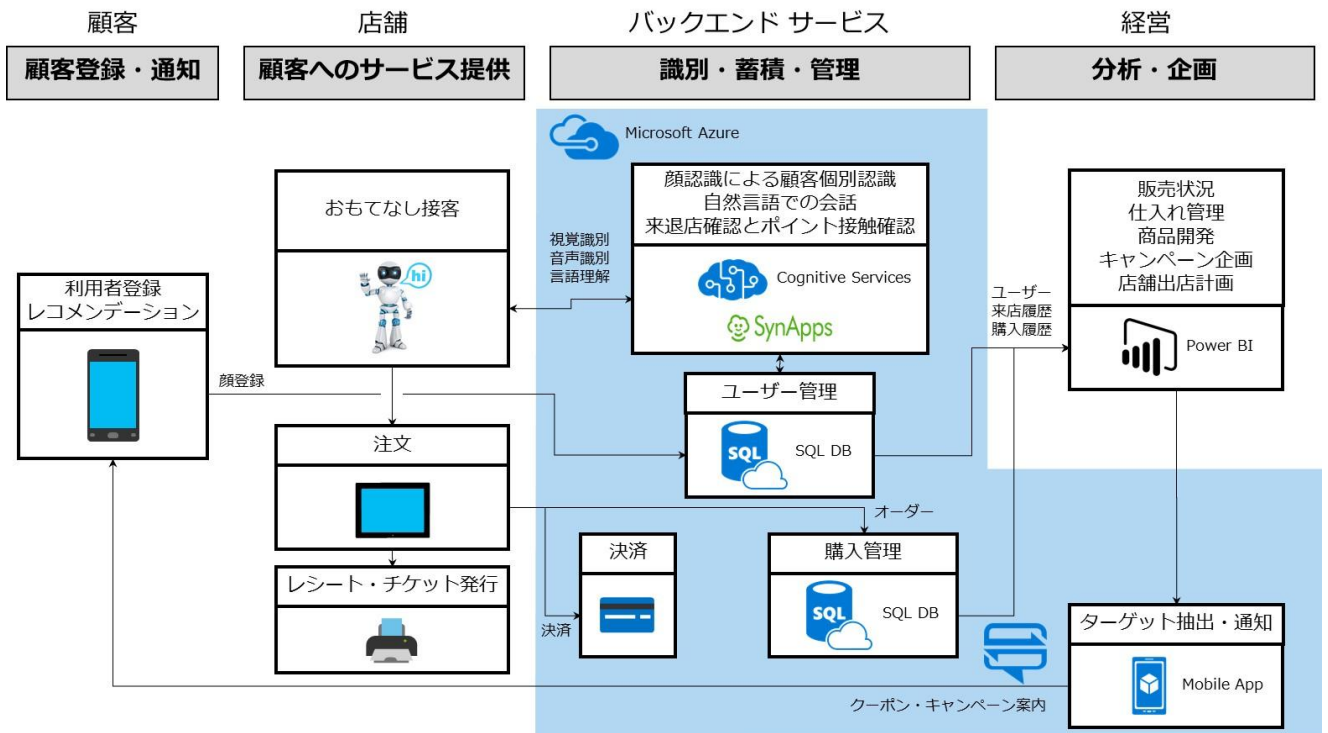 顧客
店舗
バックエンド サービス
経営
顧客登録・通知
顧客へのサービス提供
識別・蓄積・管理
分析・企画
Microsoft Azure
おもてなし接客
hi
顔認識による顧客個別認識
自然言語での会話
来退店確認とポイント接触確認
視覚識別
音声識別
言語理解
Cognitive Services
SynApps
販売状況
仕入れ管理
商品開発
キャンペーン企画
店舗出店計画
ユーザー
来店履歴
購入履歴
Power BI
利用者登録
レコメンデーション
顔登録
ユーザー管理
SQL
SQL DB
注文
オーダー
決済
購入管理
SQL
SQL DB
レシート・チケット発行
決済
ターゲット抽出・通知
Mobile App
クーポン・キャンペーン案内